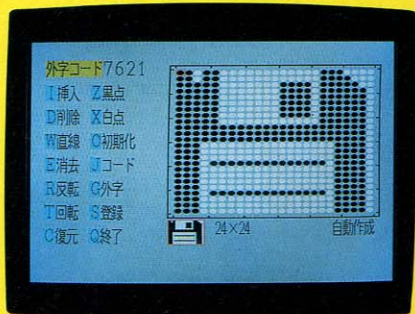 外字コード7621
I挿入 Z黒点
D削除 X白点
W直線 O初期化
E消去 Jコード
R反転 G外字
T回転 S登録
C復元 Q終了
24×24 自動作成